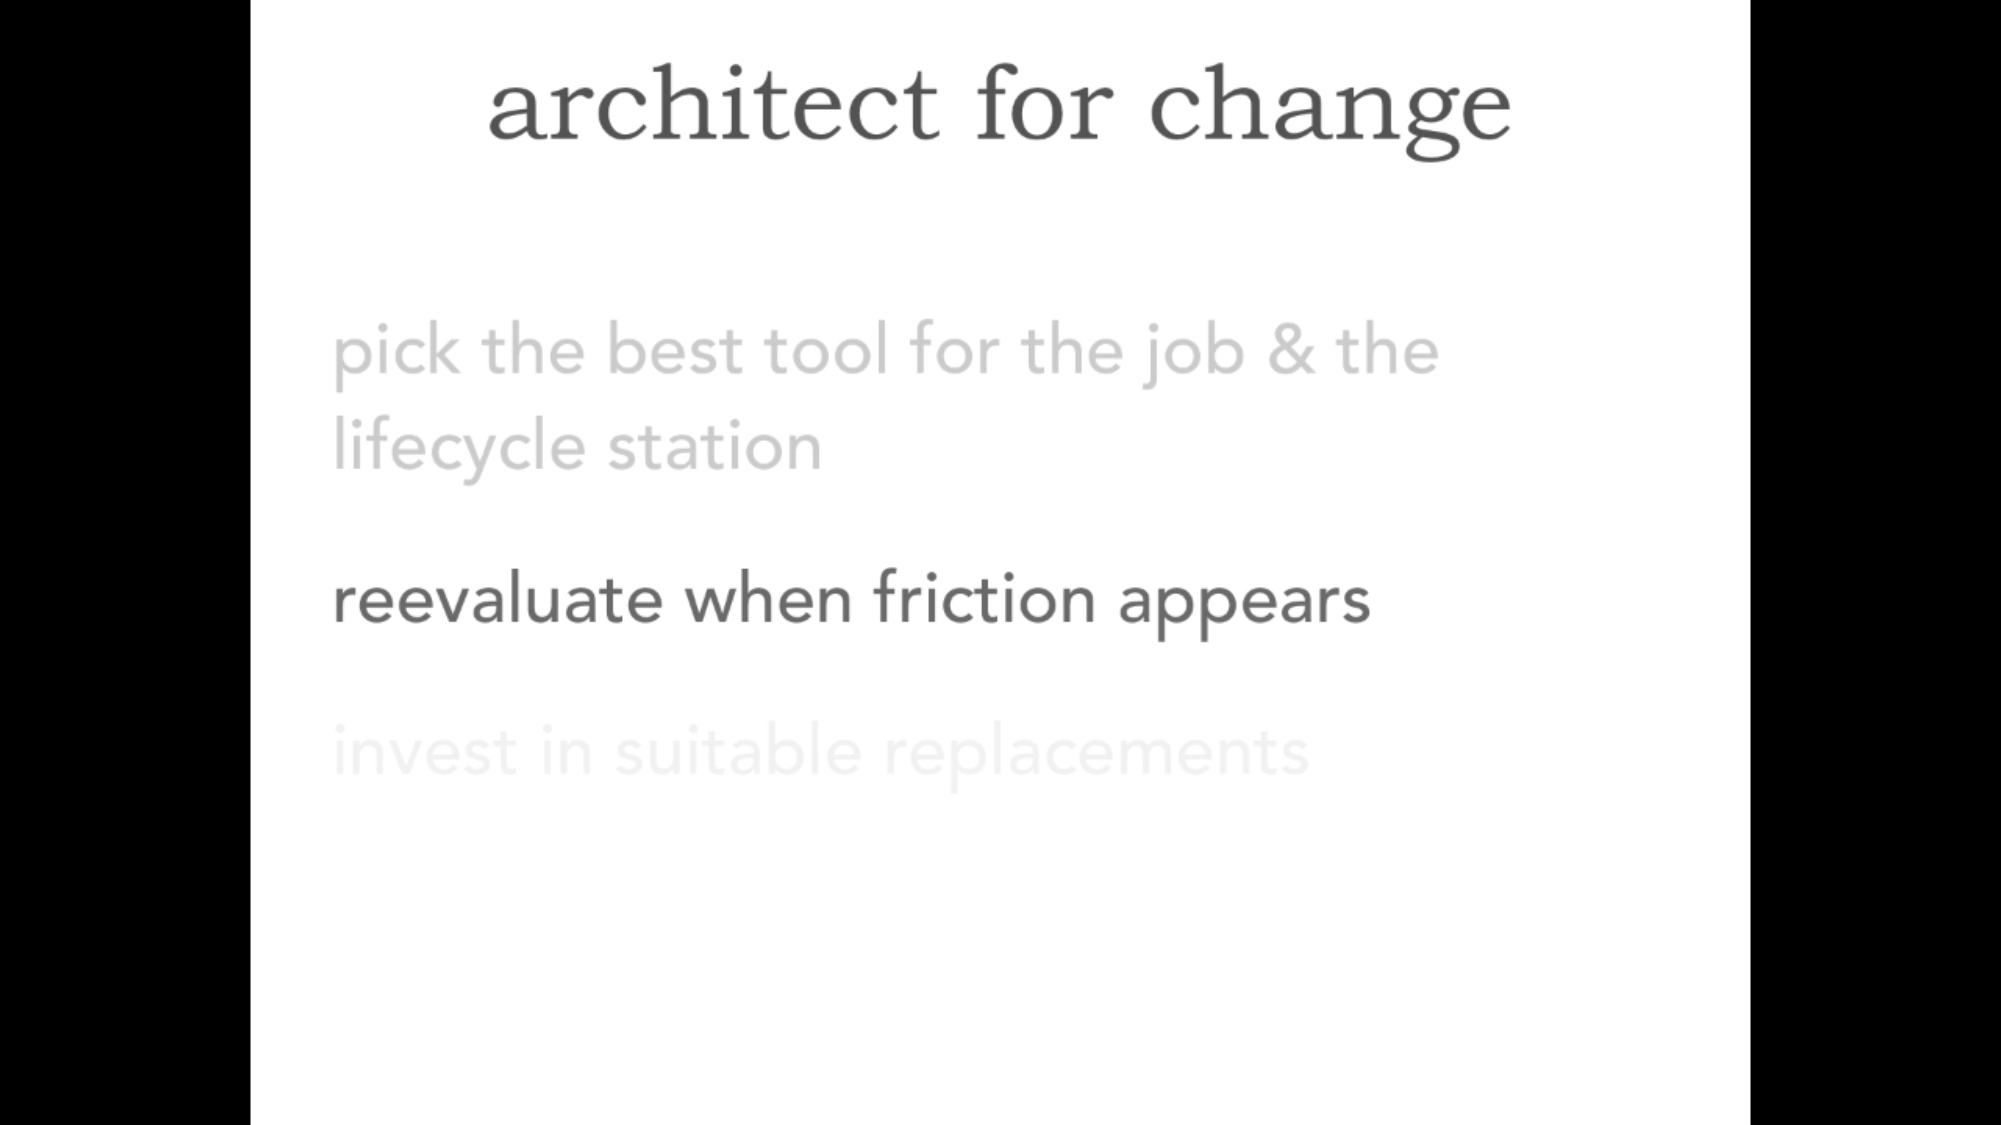 architect for change
pick the best tool for the job & the
lifecycle station
reevaluate when friction appears
invest in suitable replacements